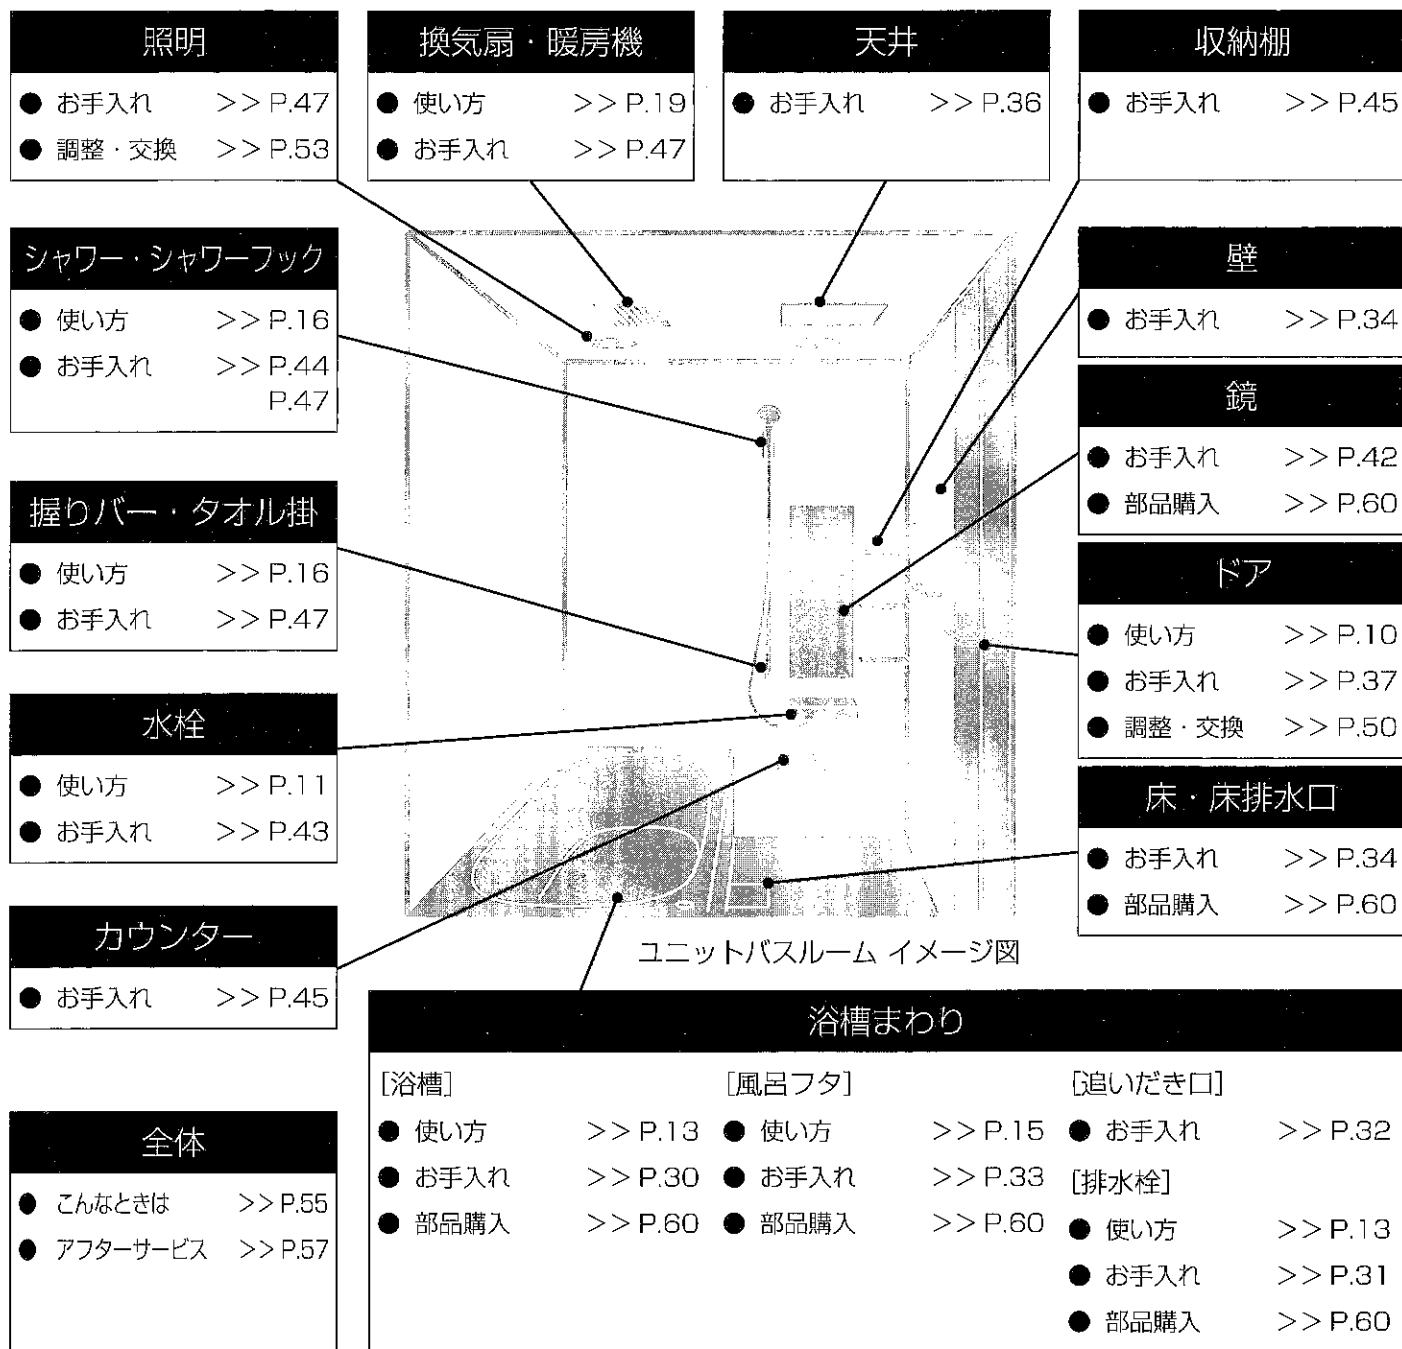 照明
● お手入れ >> P.47
● 調整・交換 >> P.53
換気扇・暖房機
● 使い方 >> P.19
● お手入れ >> P.47
天井
● お手入れ >> P.36
収納棚
● お手入れ >> P.45
シャワー・シャワーフック
● 使い方 >> P.16
● お手入れ >> P.44
P.47
壁
● お手入れ >> P.34
鏡
● お手入れ >> P.42
● 部品購入 >> P.60
握りバー・タオル掛
● 使い方 >> P.16
● お手入れ >> P.47
ドア
● 使い方 >> P.10
● お手入れ >> P.37
● 調整・交換 >> P.50
水栓
● 使い方 >> P.11
● お手入れ >> P.43
床・床排水口
● お手入れ >> P.34
● 部品購入 >> P.60
カウンター
● お手入れ >> P.45
ユニットバスルーム イメージ図
全体
● こんなときは >> P.55
● アフターサービス >> P.57
浴槽まわり
[浴槽]
● 使い方 >> P.13
● お手入れ >> P.30
● 部品購入 >> P.60
[風呂フタ]
● 使い方 >> P.15
● お手入れ >> P.33
● 部品購入 >> P.60
[追いだき口]
● お手入れ >> P.32
[排水栓]
● 使い方 >> P.13
● お手入れ >> P.31
● 部品購入 >> P.60